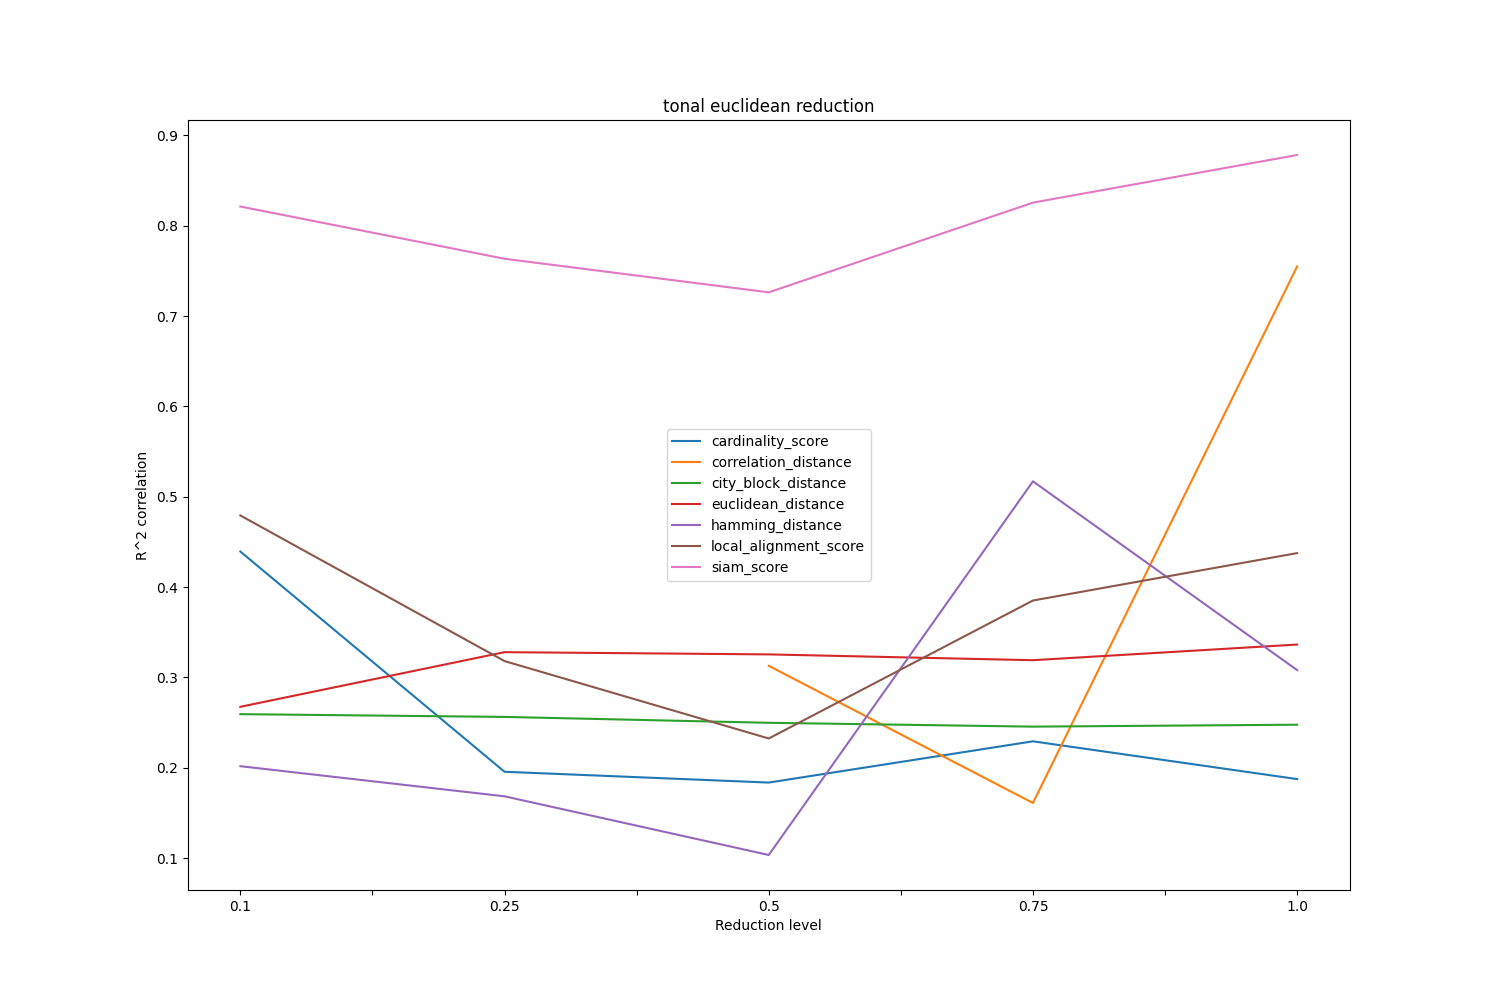 tonal euclidean reduction
0.9
0.8
0.7
0.6
0.5
0.4
0.3
0.2
0.1
R^2 correlation
cardinality_score
correlation_distance
city_block_distance
euclidean_distance
hamming_distance
local_alignment_score
siam_score
0.1 0.25 0.5 0.75 1.0
Reduction level